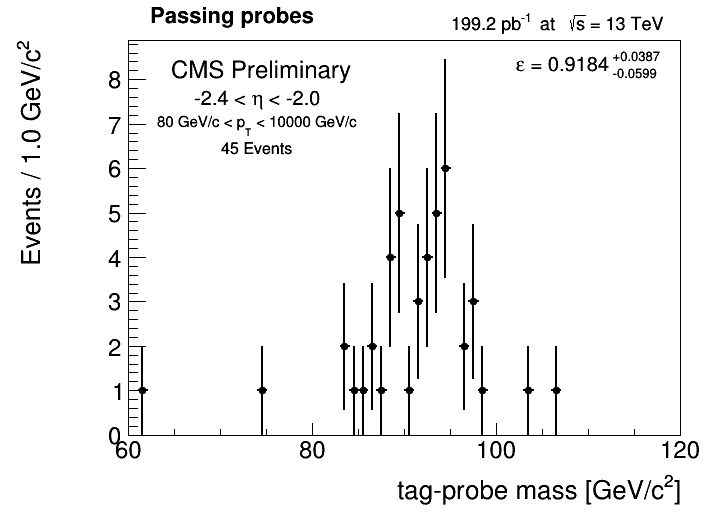 Passing probes
199.2 pb⁻¹ at √s = 13 TeV
CMS Preliminary
-2.4 < η < -2.0
80 GeV/c < p_T < 10000 GeV/c
45 Events
ε = 0.9184 +0.0387 -0.0599
Events / 1.0 GeV/c²
8
7
6
5
4
3
2
1
0
60 80 100 120
tag-probe mass [GeV/c²]